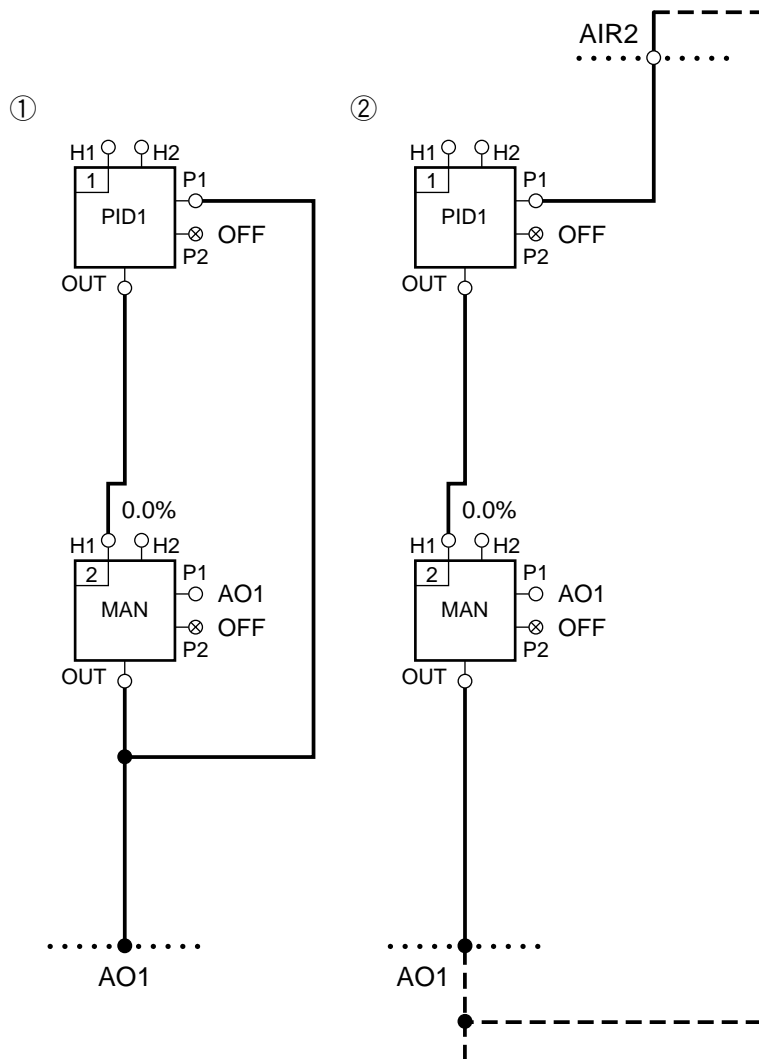 AIR2
①
H1 H2
1
P1
PID1
OFF
P2
OUT
0.0%
H1 H2
2
P1
MAN
AO1
OFF
P2
OUT
AO1
②
H1 H2
1
P1
PID1
OFF
P2
OUT
0.0%
H1 H2
2
P1
MAN
AO1
OFF
P2
OUT
AO1